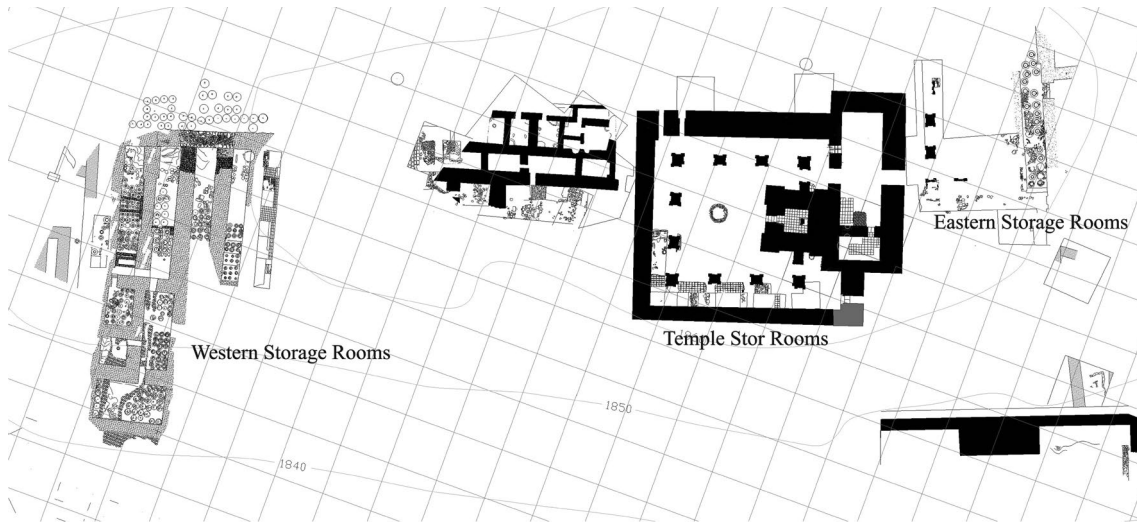 Eastern Storage Rooms
Temple Stor Rooms
Western Storage Rooms
1850
1840